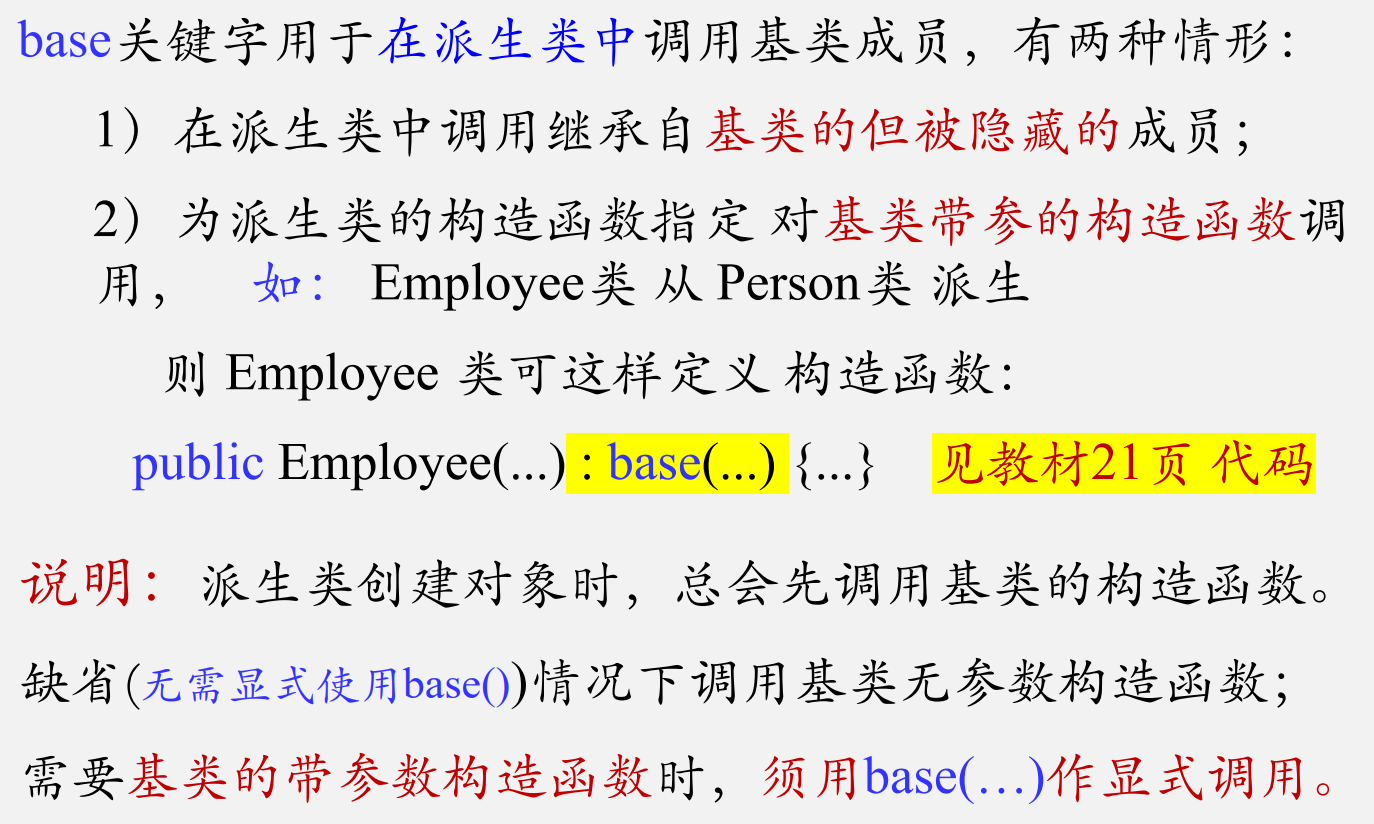 base关键字用于在派生类中调用基类成员，有两种情形：
1）在派生类中调用继承自基类的但被隐藏的成员；
2）为派生类的构造函数指定 对基类带参的构造函数调
用， 如： Employee类 从 Person类 派生
则 Employee 类可这样定义 构造函数：
public Employee(...) : base(...) {...} 见教材21页 代码
说明： 派生类创建对象时，总会先调用基类的构造函数。
缺省(无需显式使用base())情况下调用基类无参数构造函数；
需要基类的带参数构造函数时，须用base(…)作显式调用。